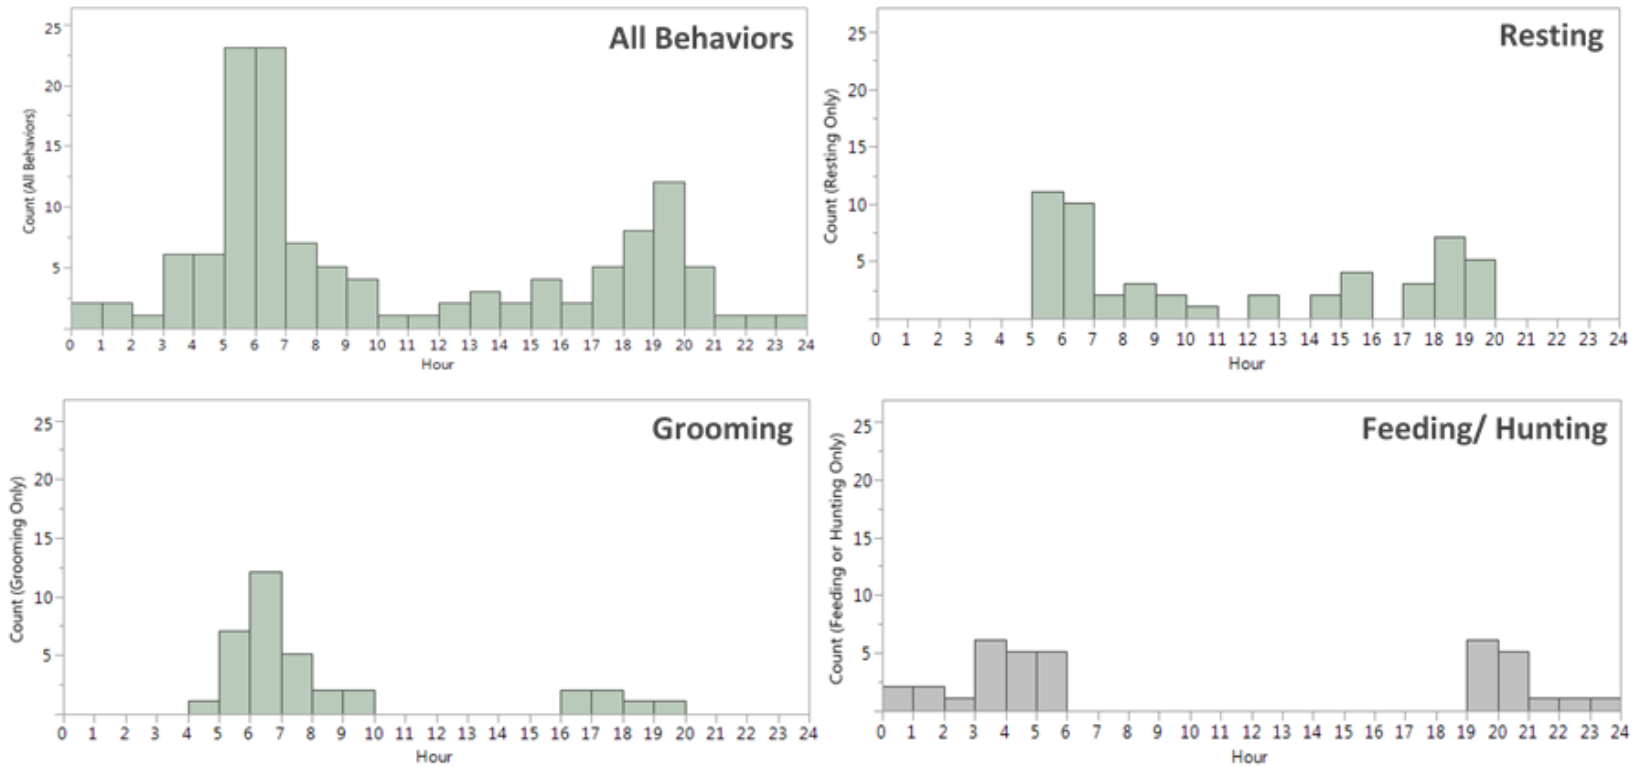 All Behaviors
Count (All Behaviors)
25
20
15
10
5
0 1 2 3 4 5 6 7 8 9 10 11 12 13 14 15 16 17 18 19 20 21 22 23 24
Hour
Resting
Count (Resting Only)
25
20
15
10
5
0 1 2 3 4 5 6 7 8 9 10 11 12 13 14 15 16 17 18 19 20 21 22 23 24
Hour
Grooming
Count (Grooming Only)
25
20
15
10
5
0 1 2 3 4 5 6 7 8 9 10 11 12 13 14 15 16 17 18 19 20 21 22 23 24
Hour
Feeding/ Hunting
Count (Feeding or Hunting Only)
25
20
15
10
5
0 1 2 3 4 5 6 7 8 9 10 11 12 13 14 15 16 17 18 19 20 21 22 23 24
Hour